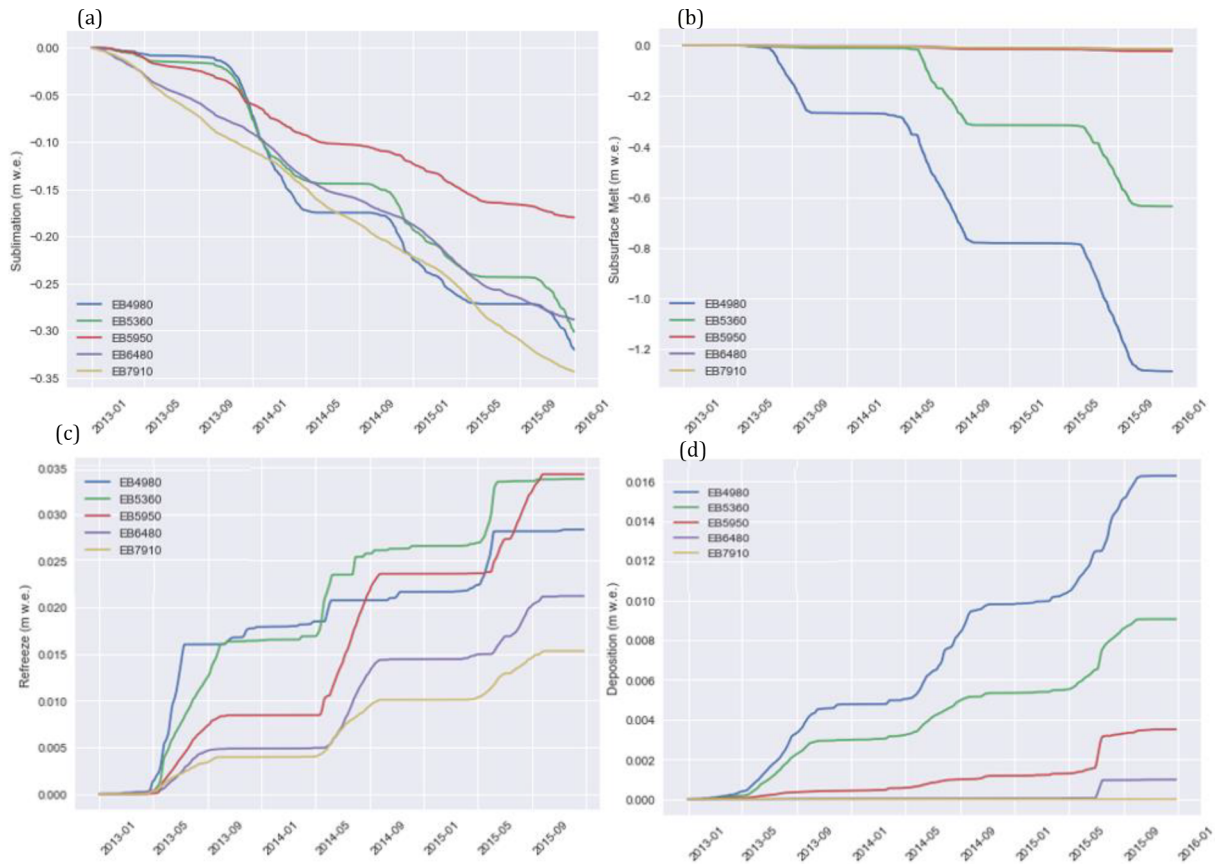 (a)
0.00
−0.05
−0.10
−0.15
−0.20
−0.25
−0.30
−0.35
Sublimation (m w.e.)
EB4980
EB5360
EB5950
EB6480
EB7910
2013-01
2013-05
2013-09
2014-01
2014-05
2014-09
2015-01
2015-05
2015-09
2016-01
(b)
0.0
−0.2
−0.4
−0.6
−0.8
−1.0
−1.2
Subsurface Melt (m w.e.)
EB4980
EB5360
EB5950
EB6480
EB7910
2013-01
2013-05
2013-09
2014-01
2014-05
2014-09
2015-01
2015-05
2015-09
2016-01
(c)
0.035
0.030
0.025
0.020
0.015
0.010
0.005
0.000
Refreeze (m w.e.)
EB4980
EB5360
EB5950
EB6480
EB7910
2013-01
2013-05
2013-09
2014-01
2014-05
2014-09
2015-01
2015-05
2015-09
(d)
0.016
0.014
0.012
0.010
0.008
0.006
0.004
0.002
0.000
Deposition (m w.e.)
EB4980
EB5360
EB5950
EB6480
EB7910
2013-01
2013-05
2013-09
2014-01
2014-05
2014-09
2015-01
2015-05
2015-09
2016-01